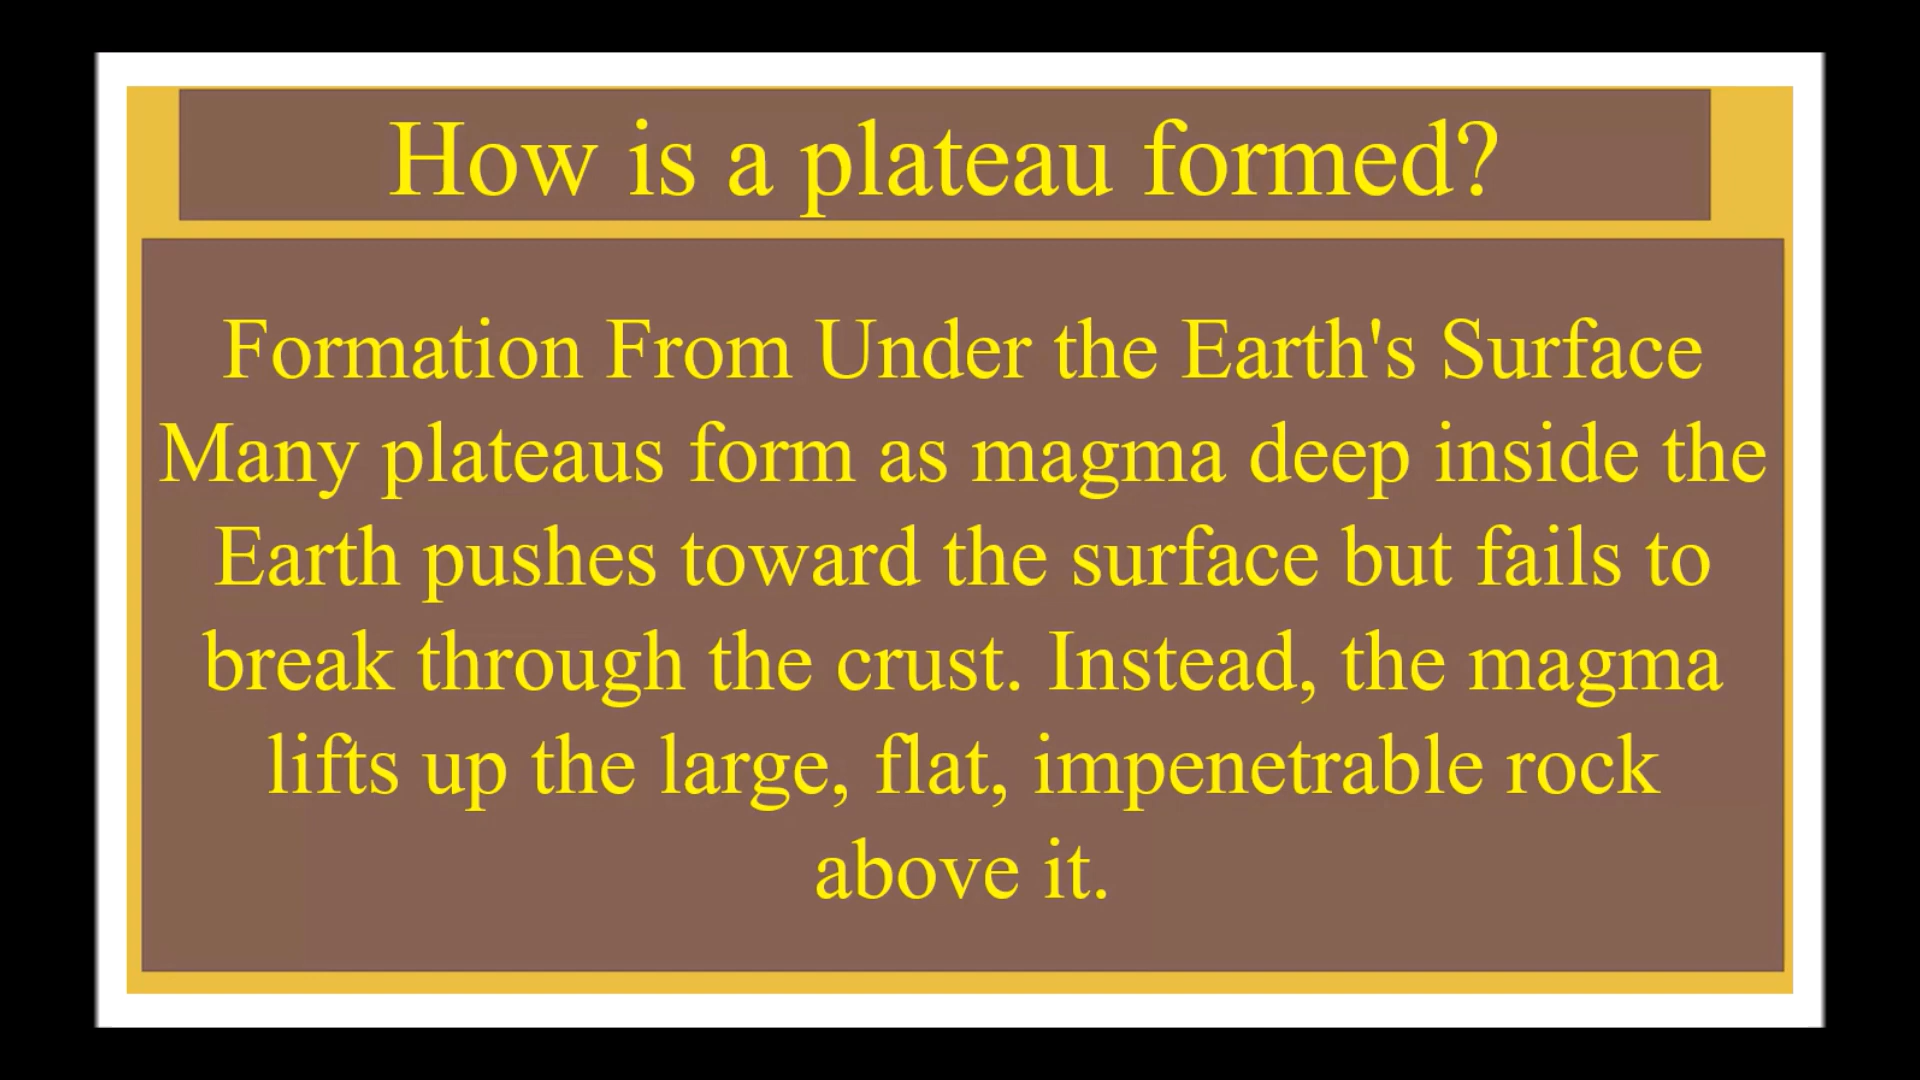 How is a plateau formed?
Formation From Under the Earth's Surface
Many plateaus form as magma deep inside the
Earth pushes toward the surface but fails to
break through the crust. Instead, the magma
lifts up the large, flat, impenetrable rock
above it.